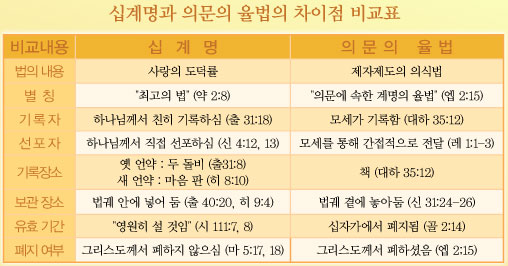 십계명과 의문의 율법의 차이점 비교표
비교내용 십 계 명 의 문 의 율 법
법의 내용 사랑의 도덕률 제자제도의 의식법
별 칭 "최고의 법" (약 2:8) "의문에 속한 계명의 율법" (엡 2:15)
기 록 자 하나님께서 친히 기록하심 (출 31:18) 모세가 기록함 (대하 35:12)
선 포 자 하나님께서 직접 선포하심 (신 4:12, 13) 모세를 통해 간접적으로 전달 (레 1:1–3)
기록장소 옛 언약 : 두 돌비 (출31:8) 책 (대하 35:12)
새 언약 : 마음 판 (히 8:10)
보관 장소 법궤 안에 넣어 둠 (출 40:20, 히 9:4) 법궤 곁에 놓아둠 (신 31:24–26)
유효 기간 "영원히 설 것임" (시 111:7, 8) 십자가에서 폐지됨 (골 2:14)
폐지 여부 그리스도께서 폐하지 않으심 (마 5:17, 18) 그리스도께서 폐하셨음 (엡 2:15)